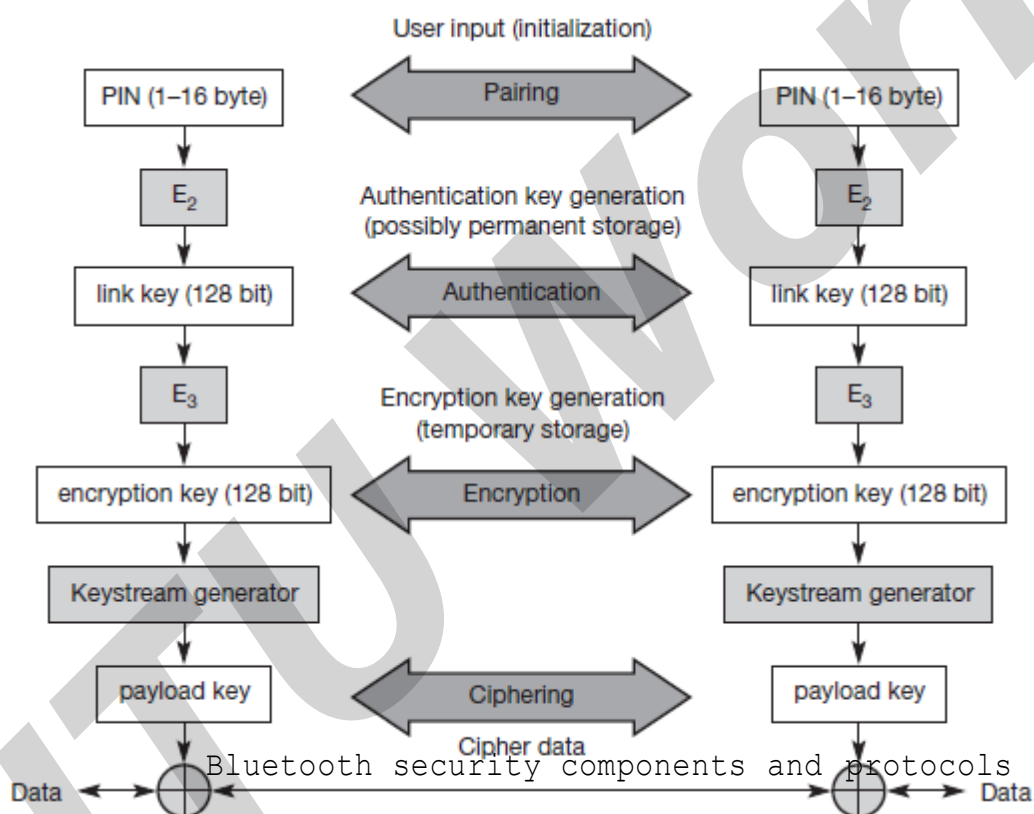 User input (initialization)
PIN (1–16 byte)
Pairing
PIN (1–16 byte)
E₂
Authentication key generation
(possibly permanent storage)
E₂
link key (128 bit)
Authentication
link key (128 bit)
E₃
Encryption key generation
(temporary storage)
E₃
encryption key (128 bit)
Encryption
encryption key (128 bit)
Keystream generator
Keystream generator
payload key
Ciphering
payload key
Cipher data
Bluetooth security components and protocols
Data
Data